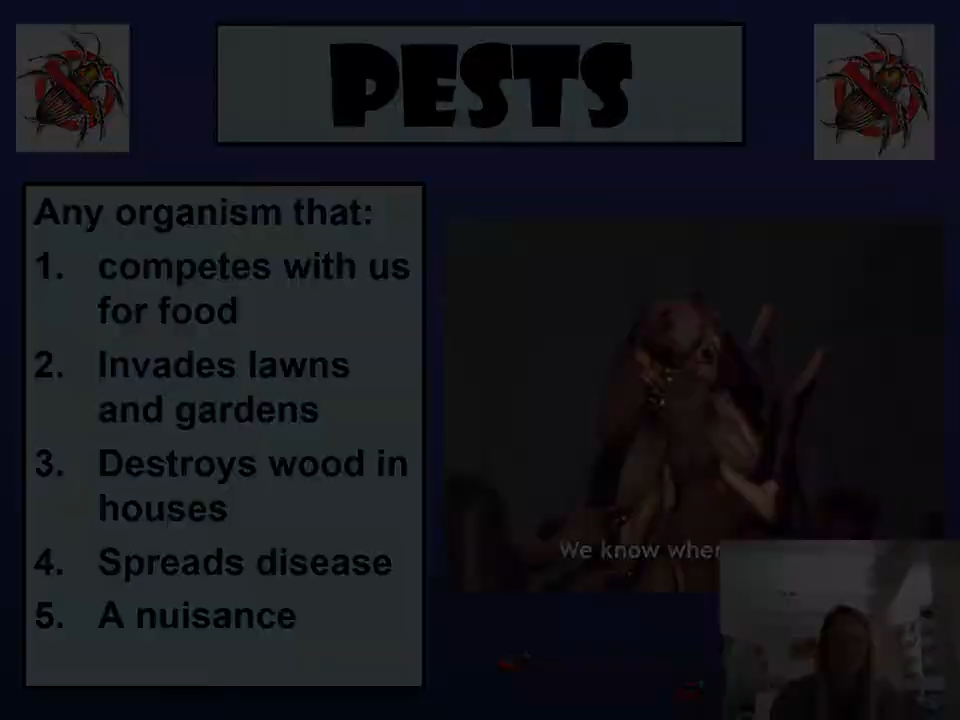 PESTS
Any organism that:
1. competes with us
for food
2. Invades lawns
and gardens
3. Destroys wood in
houses
4. Spreads disease
5. A nuisance
We know wher